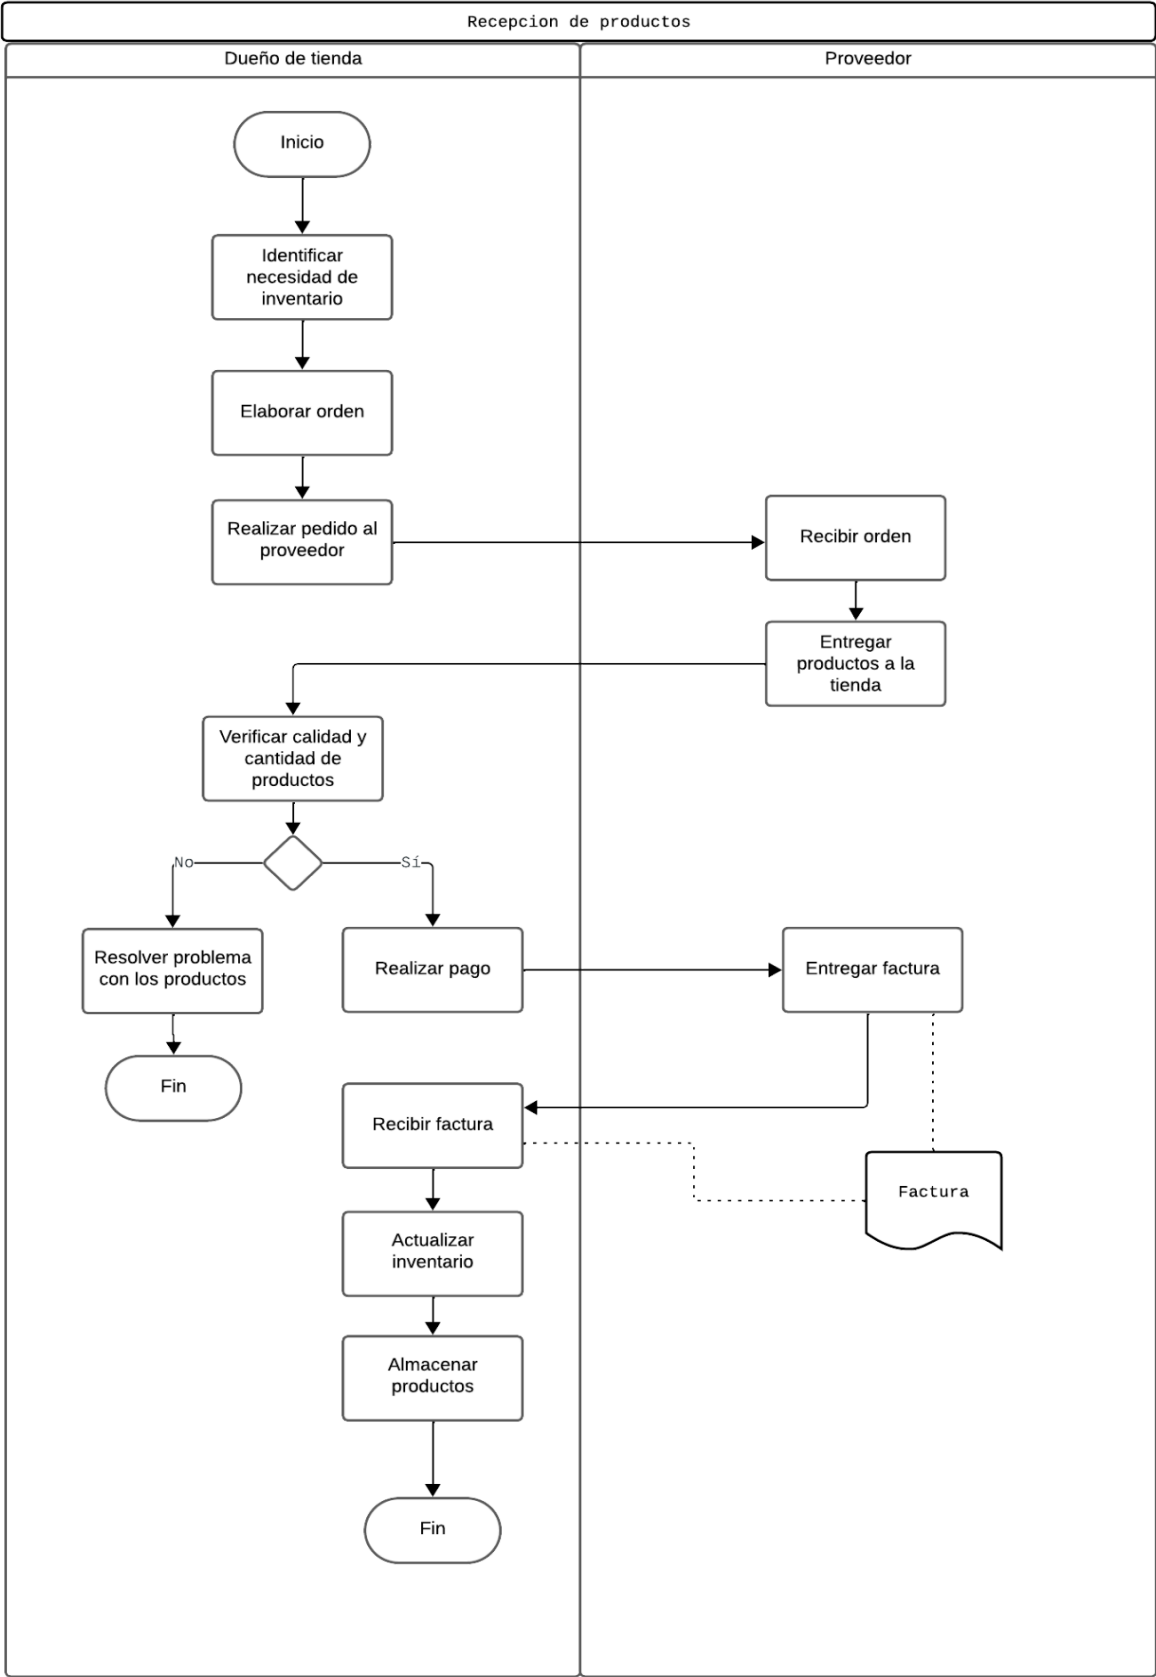 Recepcion de productos
Dueño de tienda
Proveedor
Inicio
Identificar
necesidad de
inventario
Elaborar orden
Realizar pedido al
proveedor
Recibir orden
Entregar
productos a la
tienda
Verificar calidad y
cantidad de
productos
No
Sí
Resolver problema
con los productos
Realizar pago
Entregar factura
Fin
Recibir factura
Factura
Actualizar
inventario
Almacenar
productos
Fin